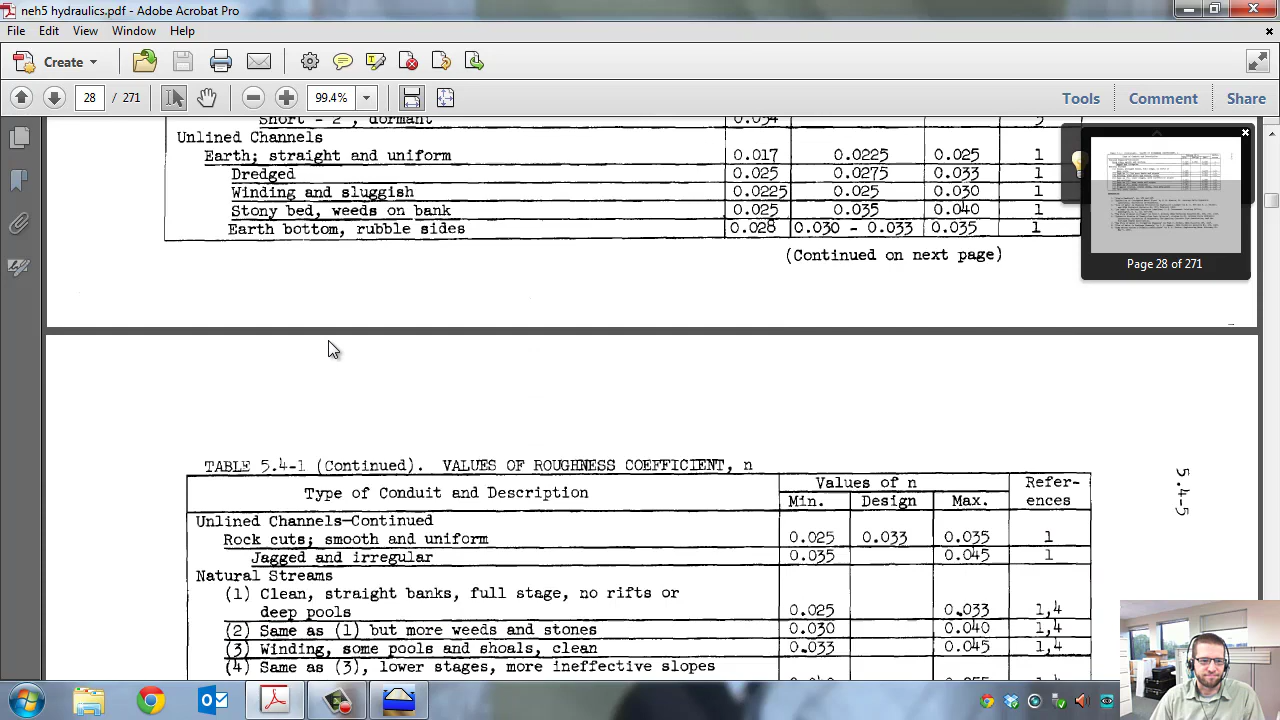 neh5 hydraulics.pdf - Adobe Acrobat Pro
File Edit View Window Help
Create
28 / 271 99.4% Tools Comment Share
Short - 2", dormant 0.034
Unlined Channels
Earth; straight and uniform 0.017 0.0225 0.025 1
Dredged 0.025 0.0275 0.033 1
Winding and sluggish 0.0225 0.025 0.030 1
Stony bed, weeds on bank 0.025 0.035 0.040 1
Earth bottom, rubble sides 0.028 0.030 - 0.033 0.035 1
(Continued on next page)
Page 28 of 271
TABLE 5.4-1 (Continued). VALUES OF ROUGHNESS COEFFICIENT, n
Type of Conduit and Description Values of n Refer-
Min. Design Max. ences
Unlined Channels—Continued
Rock cuts; smooth and uniform 0.025 0.033 0.035 1
Jagged and irregular 0.035 0.045 1
Natural Streams
(1) Clean, straight banks, full stage, no rifts or
deep pools 0.025 0.033 1,4
(2) Same as (1) but more weeds and stones 0.030 0.040 1,4
(3) Winding, some pools and shoals, clean 0.033 0.045 1,4
(4) Same as (3), lower stages, more ineffective slopes
5.4-5